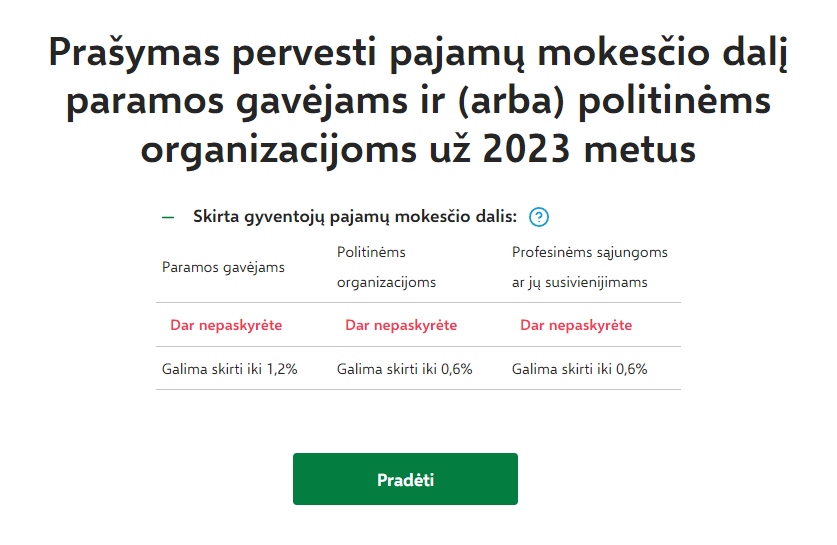 Prašymas pervesti pajamų mokesčio dalį
paramos gavėjams ir (arba) politinėms
organizacijoms už 2023 metus
– Skirta gyventojų pajamų mokesčio dalis: ?
Paramos gavėjams
Politinėms
organizacijoms
Profesinėms sąjungoms
ar jų susivienijimams
Dar nepaskyrėte Dar nepaskyrėte Dar nepaskyrėte
Galima skirti iki 1,2% Galima skirti iki 0,6% Galima skirti iki 0,6%
Pradėti